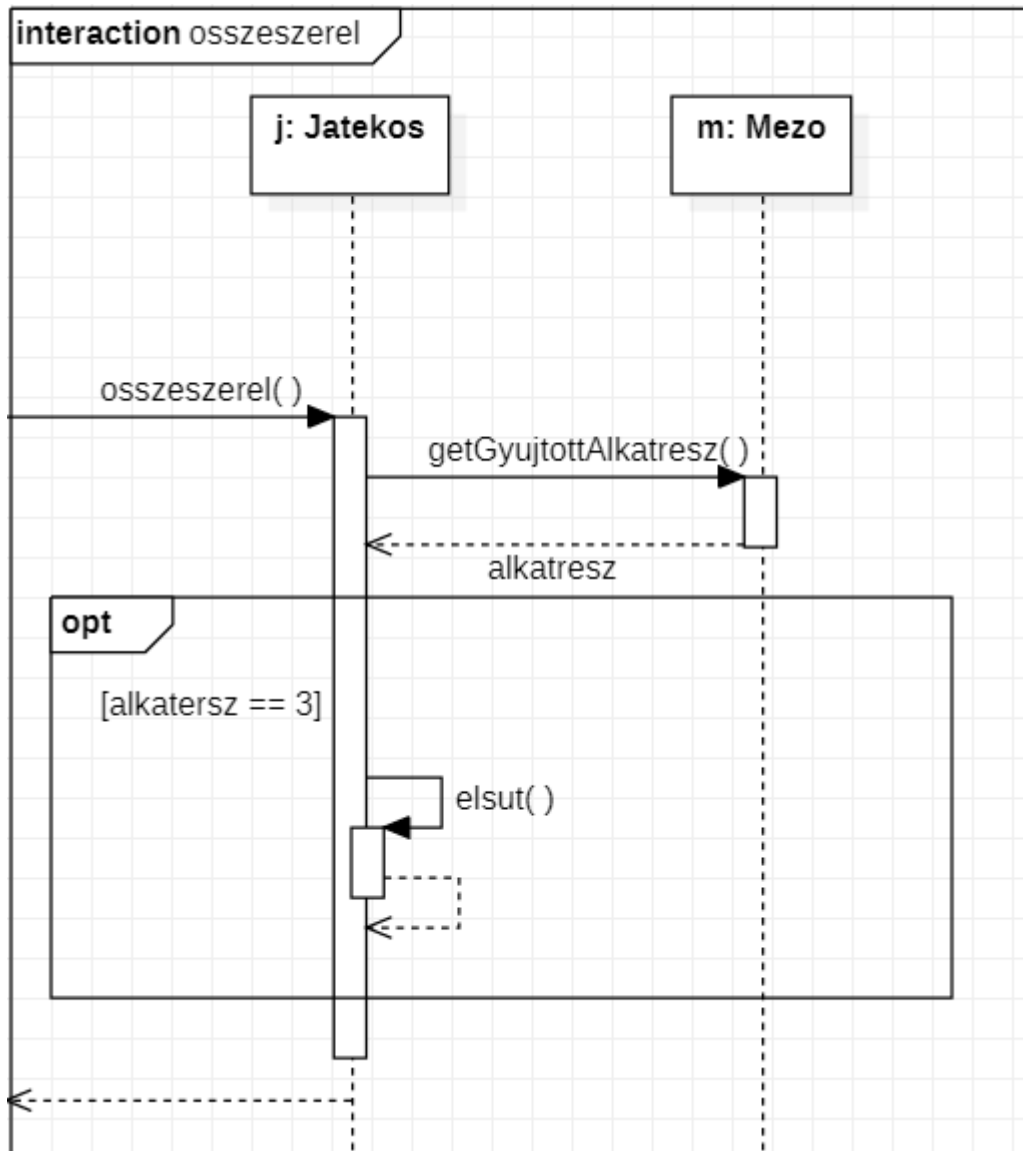 interaction osszeszerel
j: Jatekos
m: Mezo
osszeszerel( )
getGyujtottAlkatresz( )
alkatresz
opt
[alkatersz == 3]
elsut( )